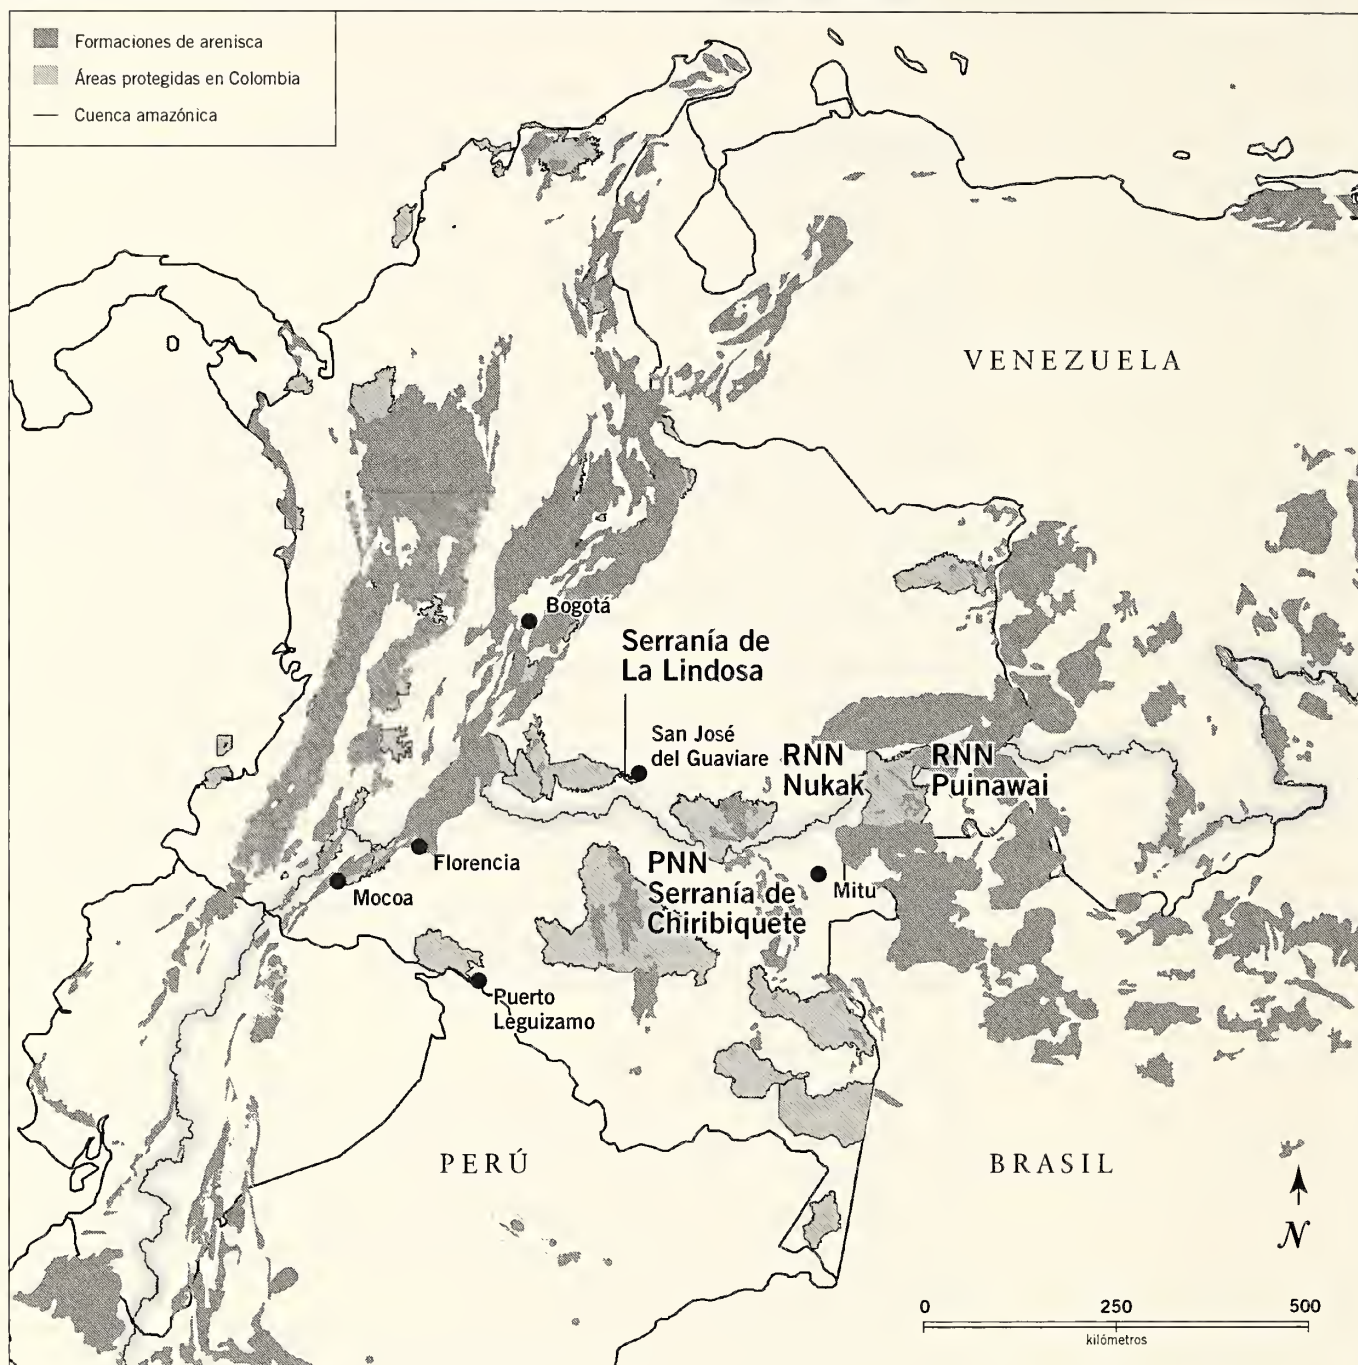 Formaciones de arenisca
Áreas protegidas en Colombia
Cuenca amazónica
VENEZUELA
Bogotá
Serranía de
La Lindosa
San José
del Guaviare
RNN
Nukak
RNN
Puinawai
Florencia
Mocoa
PNN
Serranía de
Chiribiquete
Mitu
Puerto
Leguizamo
PERÚ
BRASIL
N
0 250 500
kilómetros